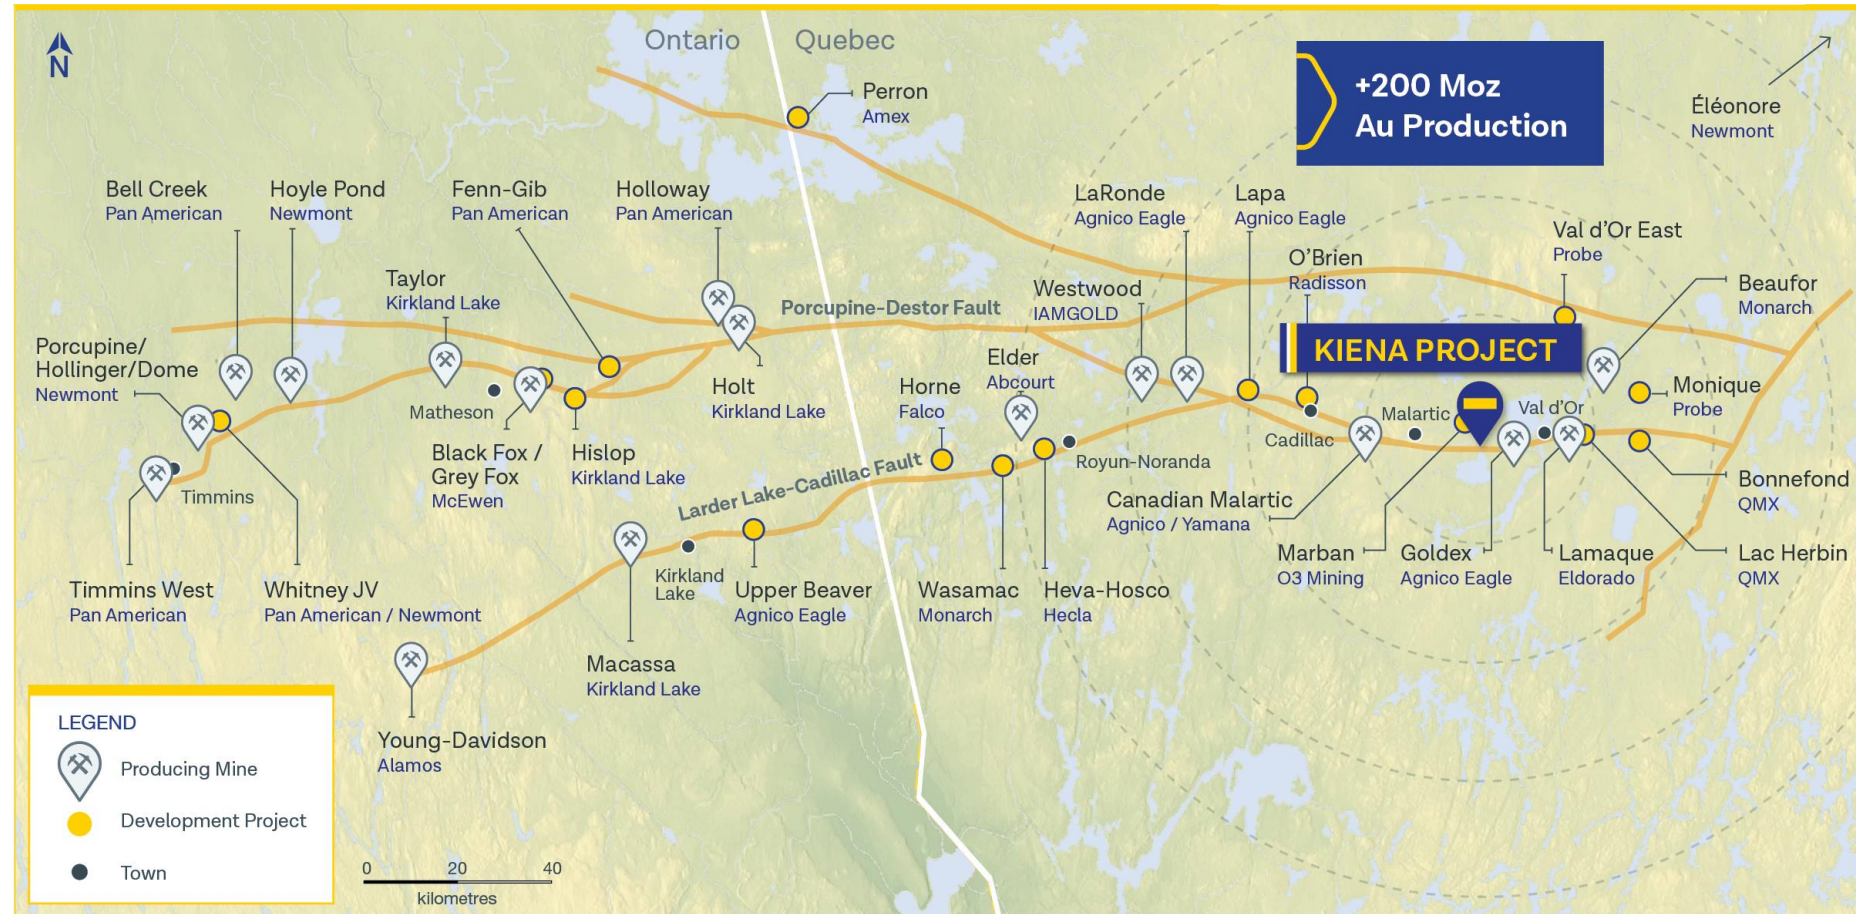 N
Ontario
Quebec
+200 Moz
Au Production
Éléonore
Newmont
Perron
Amex
Bell Creek
Pan American
Hoyle Pond
Newmont
Fenn-Gib
Pan American
Holloway
Pan American
LaRonde
Agnico Eagle
Lapa
Agnico Eagle
Val d'Or East
Probe
O'Brien
Radisson
Taylor
Kirkland Lake
Westwood
IAMGOLD
Beaufor
Monarch
Porcupine-Destor Fault
KIENA PROJECT
Porcupine/
Hollinger/Dome
Newmont
Elder
Abcourt
Holt
Kirkland Lake
Horne
Falco
Monique
Probe
Matheson
Malartic
Val d'Or
Cadillac
Black Fox /
Grey Fox
McEwen
Hislop
Kirkland Lake
Larder Lake-Cadillac Fault
Royun-Noranda
Timmins
Canadian Malartic
Agnico / Yamana
Bonnefond
QMX
Marban
O3 Mining
Goldex
Agnico Eagle
Lamaque
Eldorado
Lac Herbin
QMX
Timmins West
Pan American
Whitney JV
Pan American / Newmont
Kirkland
Lake
Upper Beaver
Agnico Eagle
Wasamac
Monarch
Heva-Hosco
Hecla
Macassa
Kirkland Lake
Young-Davidson
Alamos
LEGEND
Producing Mine
Development Project
Town
0 20 40
kilometres